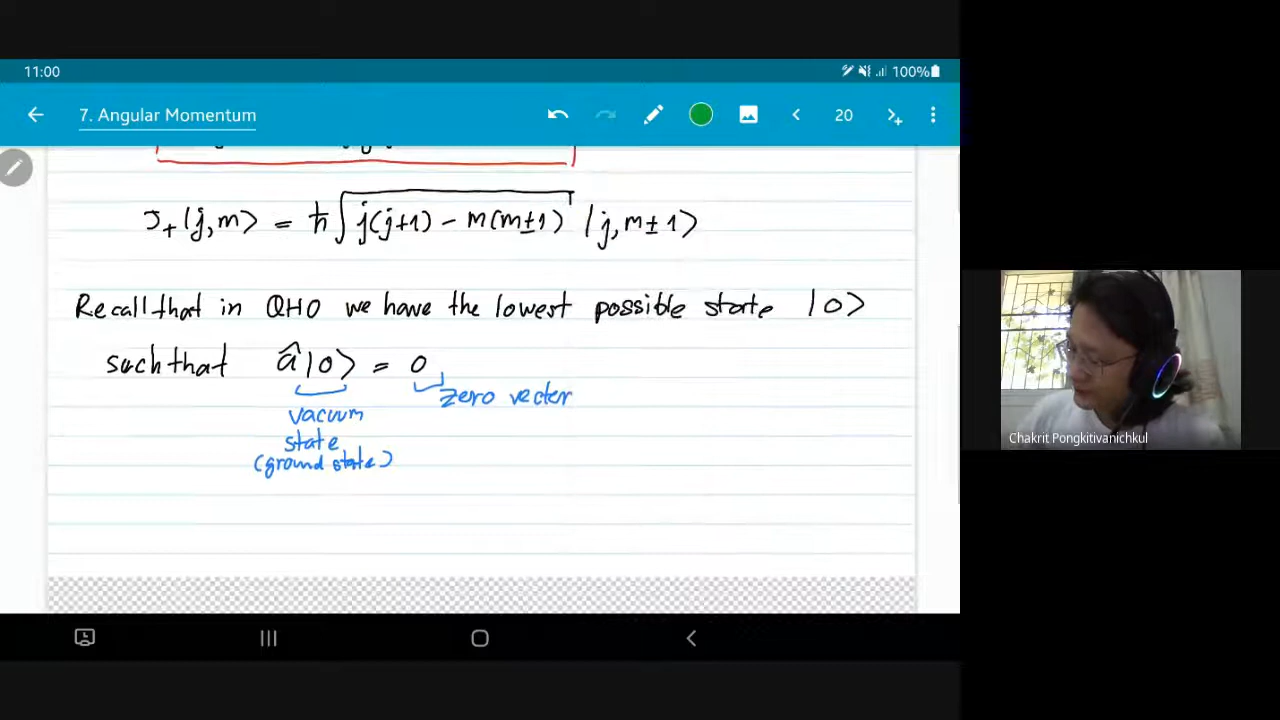 11:00
100%
7. Angular Momentum
20
J₊|j,m⟩ = ħ√(j(j+1) - m(m±1)) |j, m±1⟩
Recall that in QHO we have the lowest possible state |0⟩
such that â|0⟩ = 0
zero vector
vacuum
state
(ground state)
Chakrit Pongkitivanichkul